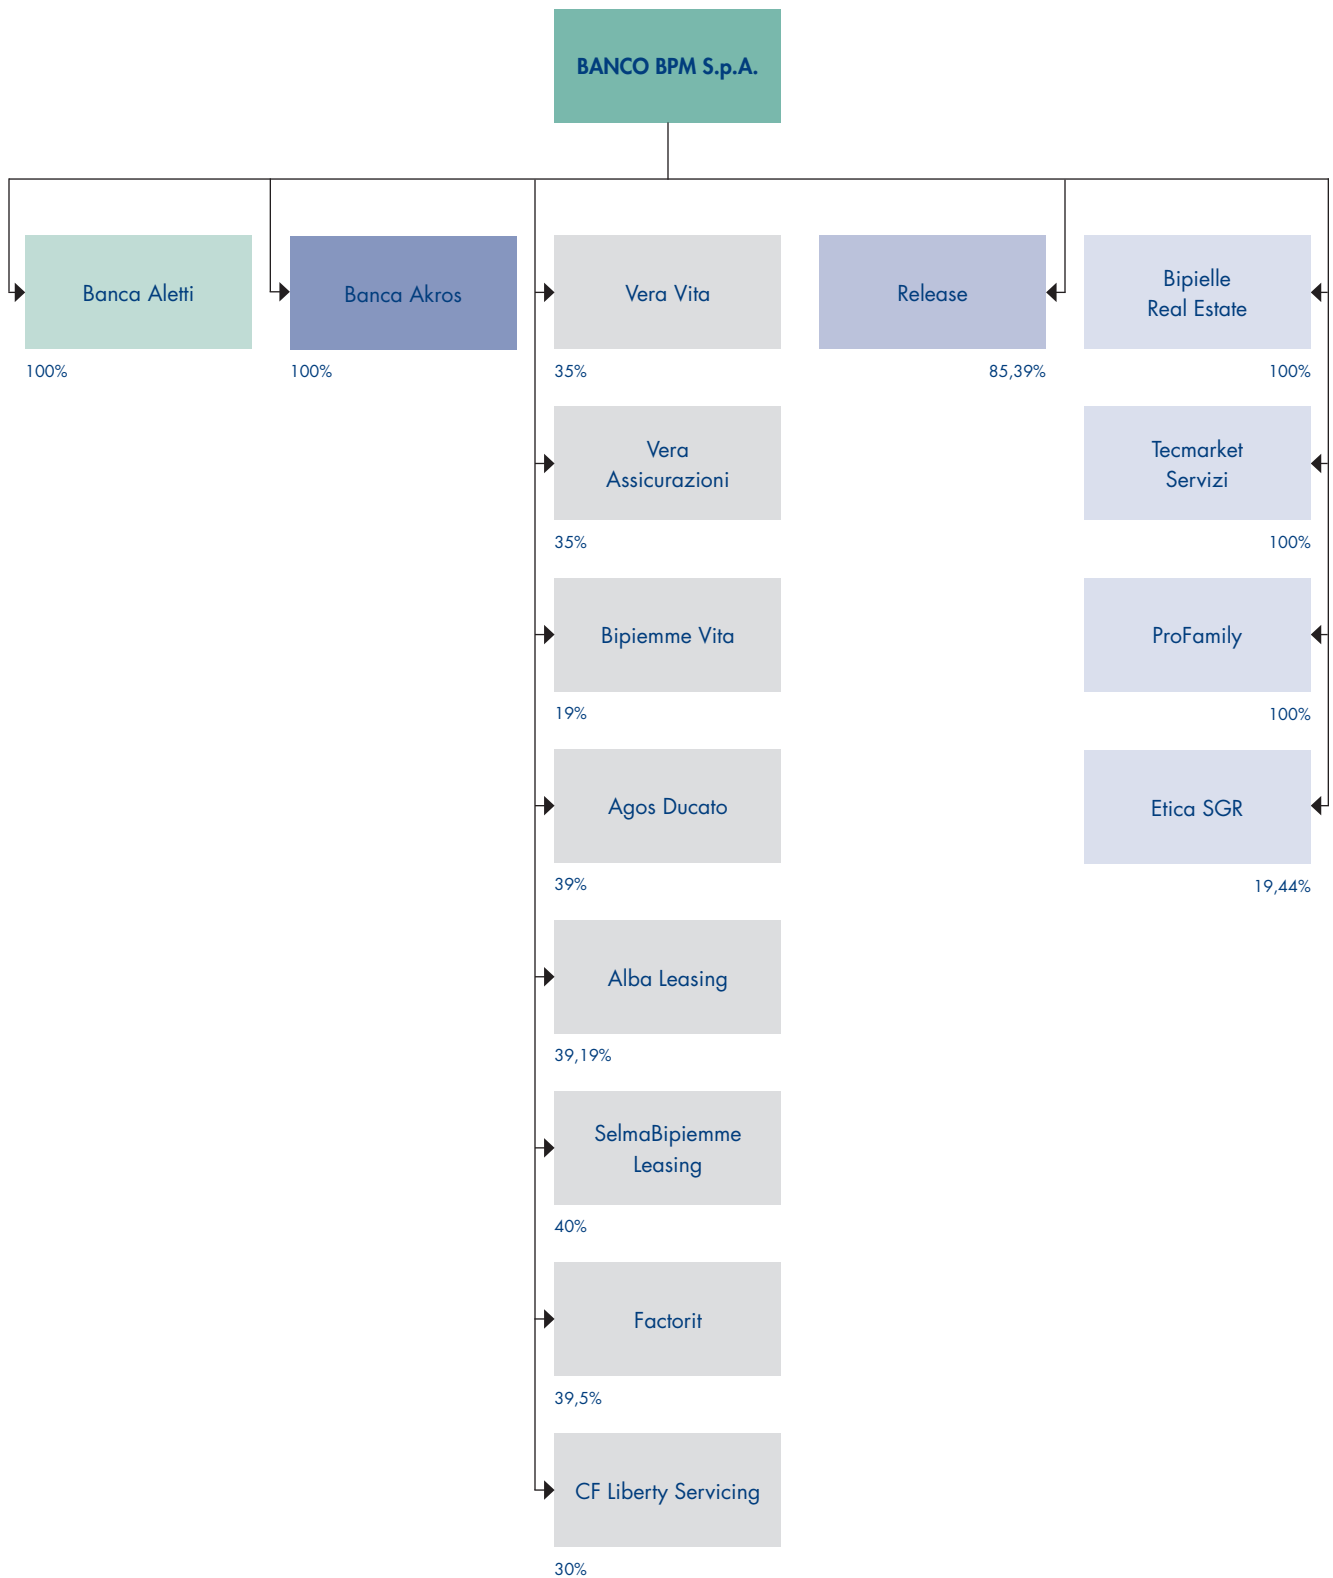 BANCO BPM S.p.A.
Banca Aletti
100%
Banca Akros
100%
Vera Vita
35%
Vera
Assicurazioni
35%
Bipiemme Vita
19%
Agos Ducato
39%
Alba Leasing
39,19%
SelmaBipiemme
Leasing
40%
Factorit
39,5%
CF Liberty Servicing
30%
Release
85,39%
Bipielle
Real Estate
100%
Tecmarket
Servizi
100%
ProFamily
100%
Etica SGR
19,44%